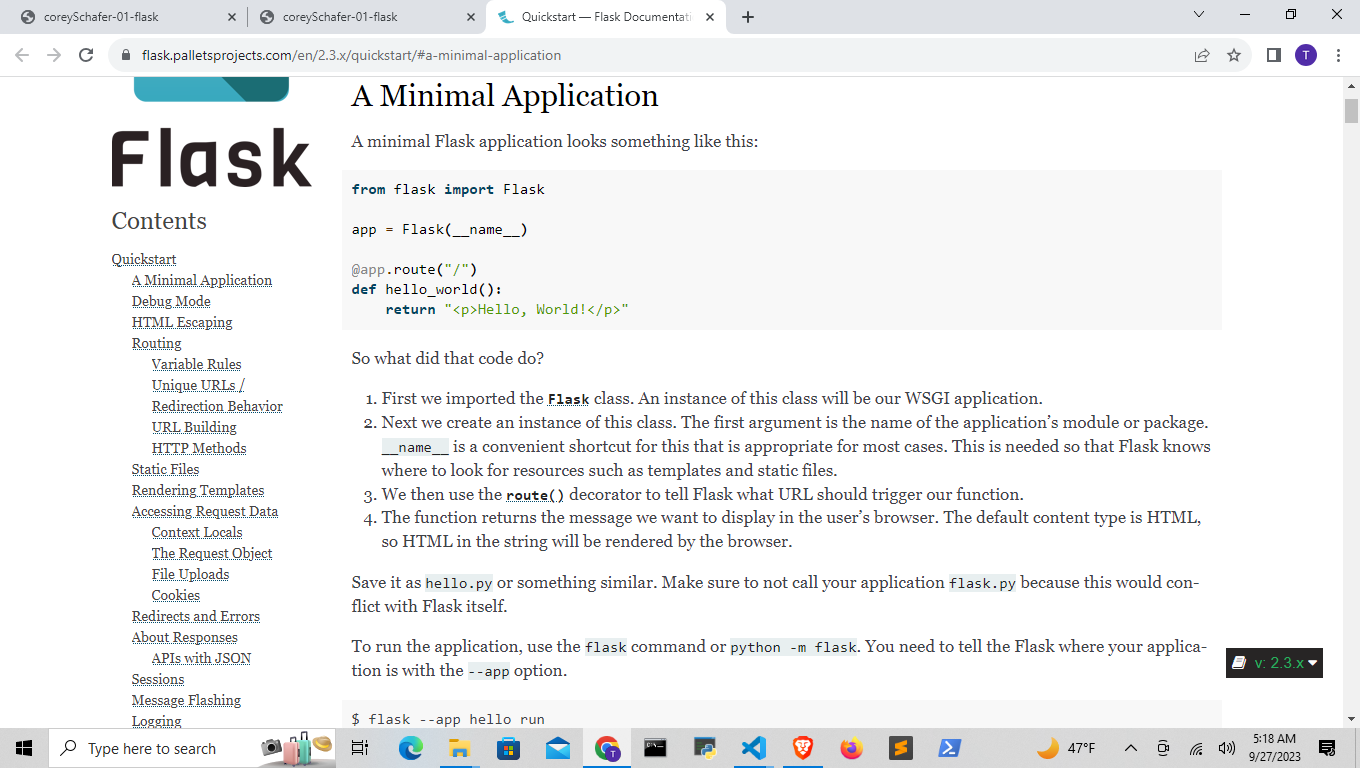 coreySchafer-01-flask
coreySchafer-01-flask
Quickstart — Flask Documentati
flask.palletsprojects.com/en/2.3.x/quickstart/#a-minimal-application
T
Flask
Contents
Quickstart
A Minimal Application
Debug Mode
HTML Escaping
Routing
Variable Rules
Unique URLs /
Redirection Behavior
URL Building
HTTP Methods
Static Files
Rendering Templates
Accessing Request Data
Context Locals
The Request Object
File Uploads
Cookies
Redirects and Errors
About Responses
APIs with JSON
Sessions
Message Flashing
Logging
A Minimal Application
A minimal Flask application looks something like this:
from flask import Flask
app = Flask(__name__)
@app.route("/")
def hello_world():
    return "<p>Hello, World!</p>"
So what did that code do?
1. First we imported the Flask class. An instance of this class will be our WSGI application.
2. Next we create an instance of this class. The first argument is the name of the application’s module or package.
__name__ is a convenient shortcut for this that is appropriate for most cases. This is needed so that Flask knows
where to look for resources such as templates and static files.
3. We then use the route() decorator to tell Flask what URL should trigger our function.
4. The function returns the message we want to display in the user’s browser. The default content type is HTML,
so HTML in the string will be rendered by the browser.
Save it as hello.py or something similar. Make sure to not call your application flask.py because this would con-
flict with Flask itself.
To run the application, use the flask command or python -m flask. You need to tell the Flask where your applica-
tion is with the --app option.
$ flask --app hello run
v: 2.3.x
Type here to search
T
47°F
5:18 AM
9/27/2023